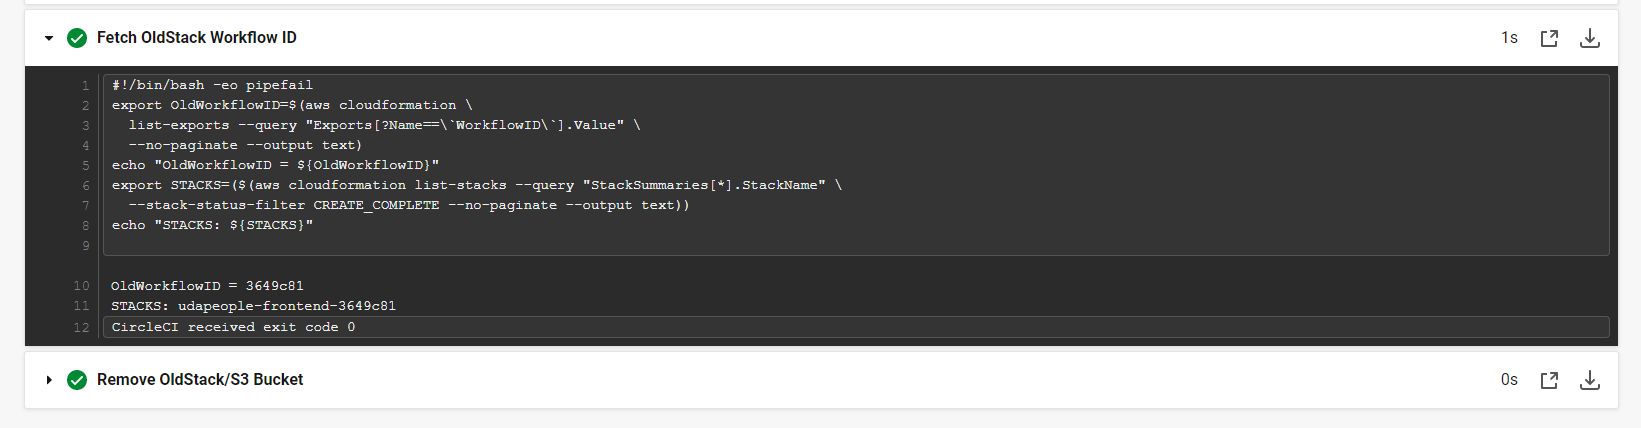 Fetch OldStack Workflow ID
1s
1 #!/bin/bash -eo pipefail
2 export OldWorkflowID=$(aws cloudformation \
3   list-exports --query "Exports[?Name==\`WorkflowID\`].Value" \
4   --no-paginate --output text)
5 echo "OldWorkflowID = ${OldWorkflowID}"
6 export STACKS=($(aws cloudformation list-stacks --query "StackSummaries[*].StackName" \
7   --stack-status-filter CREATE_COMPLETE --no-paginate --output text))
8 echo "STACKS: ${STACKS}"
9
10 OldWorkflowID = 3649c81
11 STACKS: udapeople-frontend-3649c81
12 CircleCI received exit code 0
Remove OldStack/S3 Bucket
0s